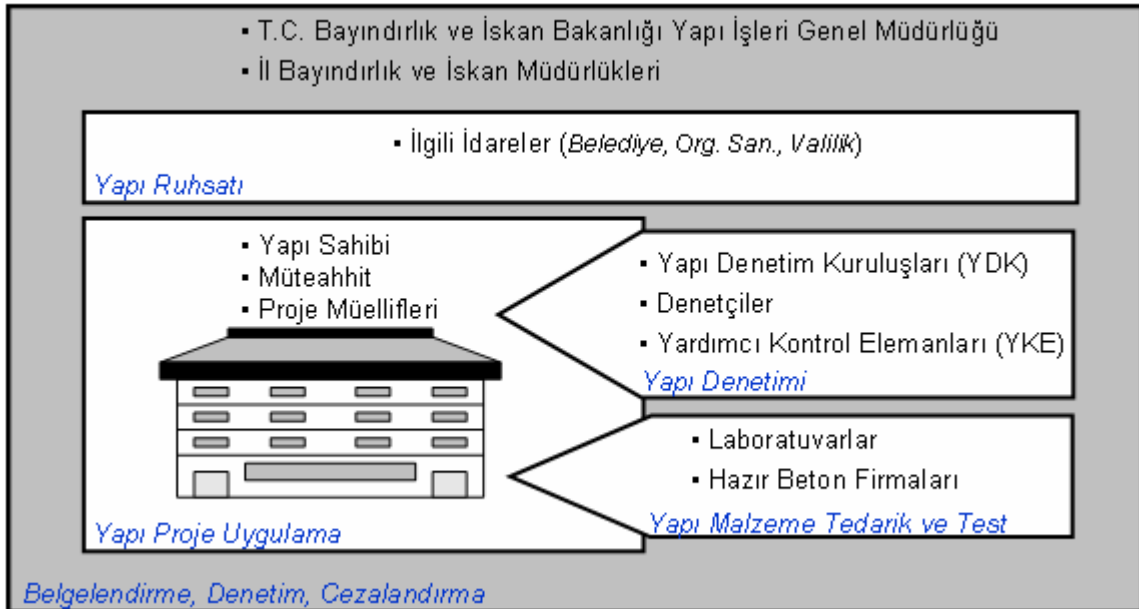 ▪ T.C. Bayındırlık ve İskan Bakanlığı Yapı İşleri Genel Müdürlüğü
▪ İl Bayındırlık ve İskan Müdürlükleri
▪ İlgili İdareler (Belediye, Org. San., Valilik)
Yapı Ruhsatı
▪ Yapı Sahibi
▪ Müteahhit
▪ Proje Müellifleri
Yapı Proje Uygulama
▪ Yapı Denetim Kuruluşları (YDK)
▪ Denetçiler
▪ Yardımcı Kontrol Elemanları (YKE)
Yapı Denetimi
▪ Laboratuvarlar
▪ Hazır Beton Firmaları
Yapı Malzeme Tedarik ve Test
Belgelendirme, Denetim, Cezalandırma